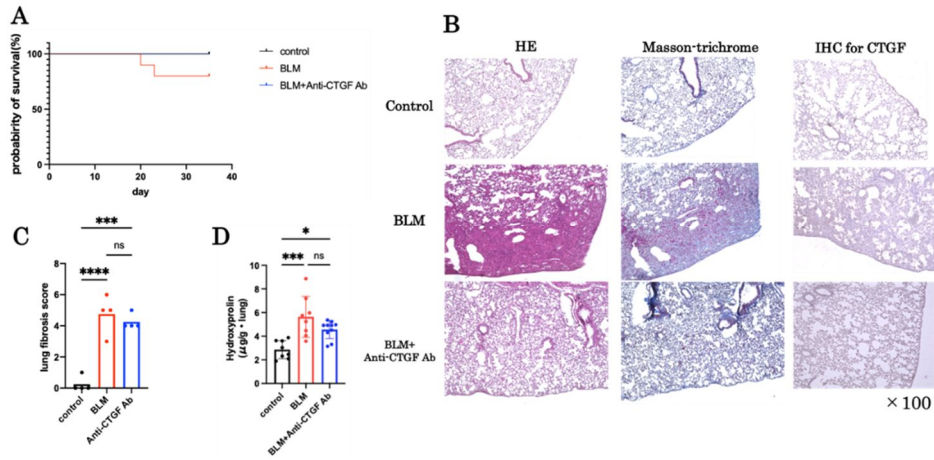 A
probabirity of survival(%)
100
50
0
0
10
20
30
40
day
control
BLM
BLM+Anti-CTGF Ab
B
HE
Masson-trichrome
IHC for CTGF
Control
BLM
BLM+
Anti-CTGF Ab
×100
C
***
ns
****
lung fibrosis score
8
6
4
2
0
control
BLM
Anti-CTGF Ab
D
*
***
ns
Hydroxyprolin
(μg/g・lung)
10
8
6
4
2
0
control
BLM
BLM+Anti-CTGF Ab